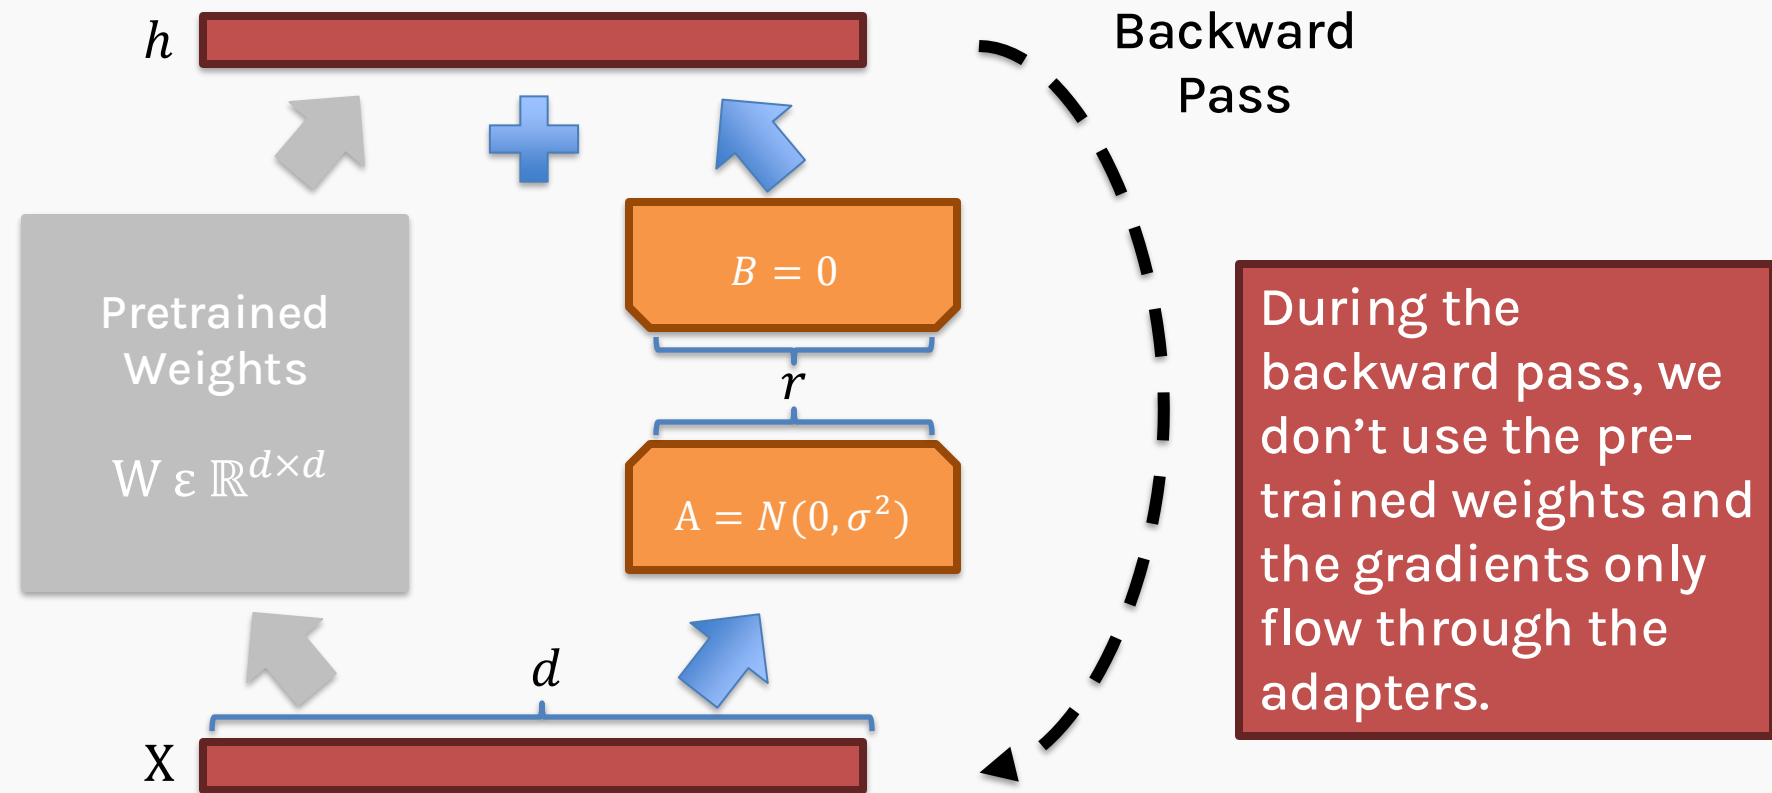 h
Backward
Pass
Pretrained
Weights
W ε ℝ^{d×d}
B = 0
r
A = N(0, σ²)
d
X
During the
backward pass, we
don’t use the pre-
trained weights and
the gradients only
flow through the
adapters.